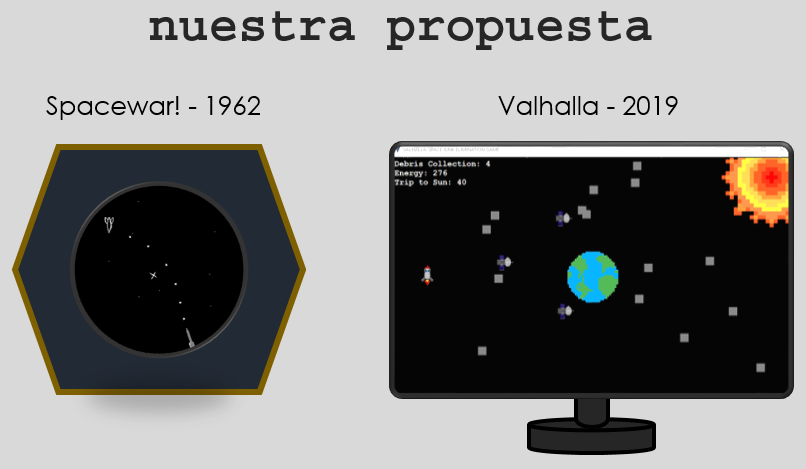 nuestra propuesta
Spacewar! - 1962
Valhalla - 2019
Debris Collection: 4
Energy: 276
Trip to Sun: 40